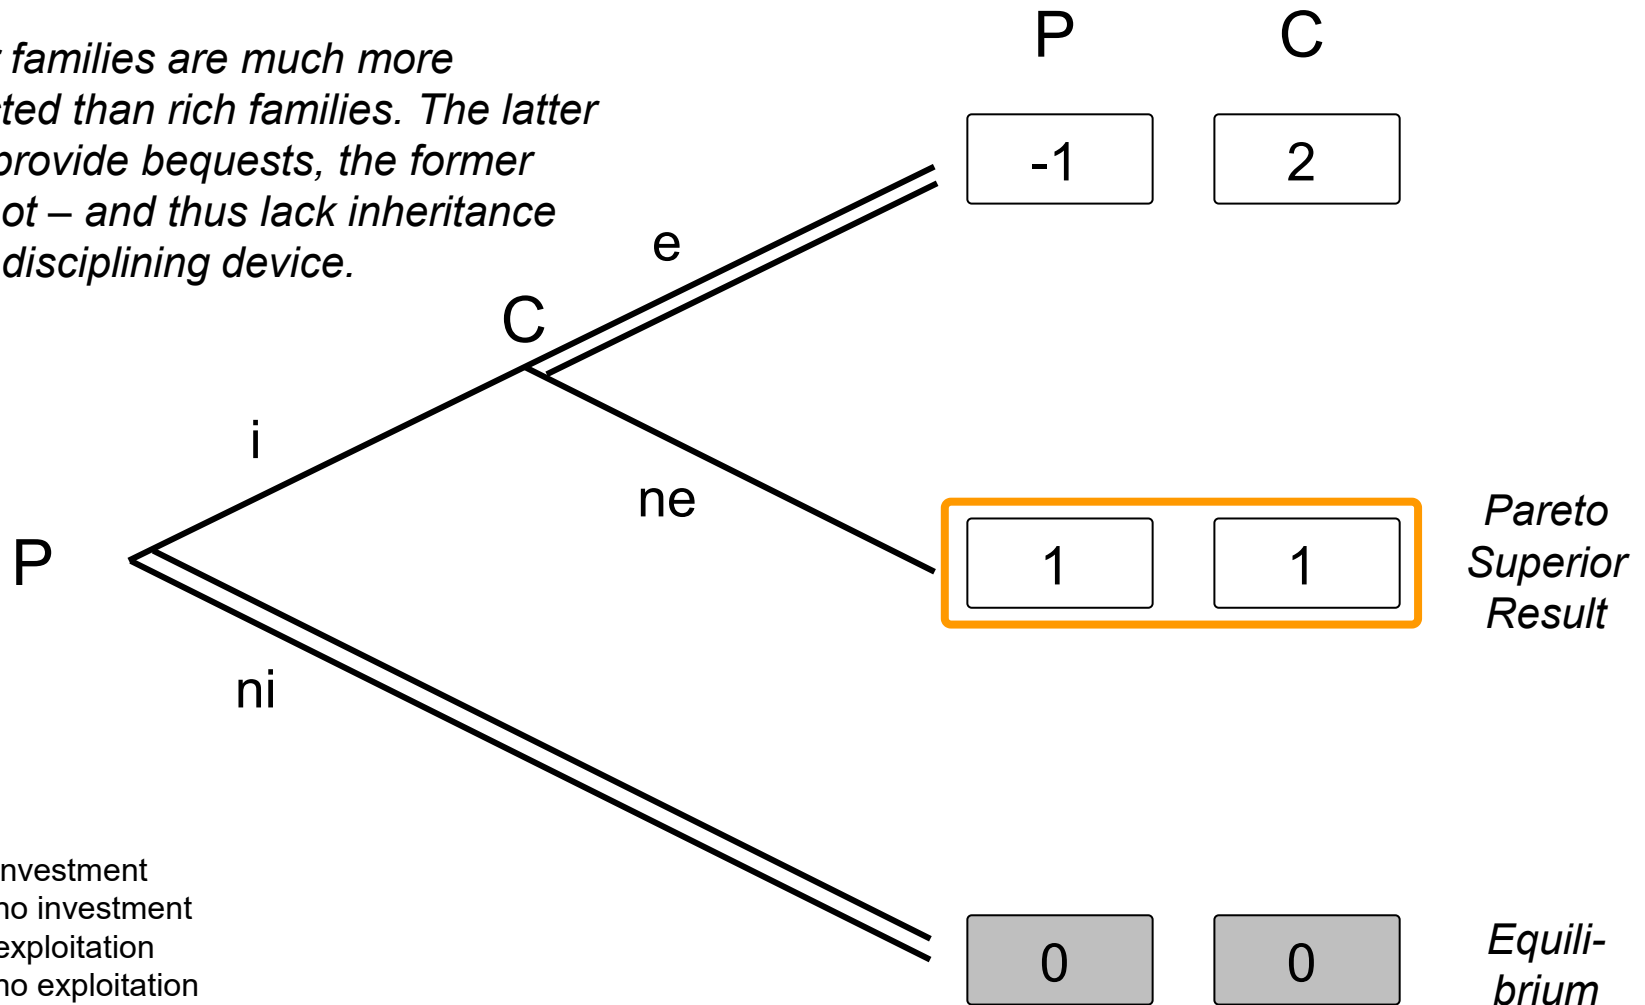 P C
r families are much more
cted than rich families. The latter
provide bequests, the former
ot – and thus lack inheritance
disciplining device.
-1 2
e
C
i
ne
Pareto
Superior
Result
1 1
P
ni
investment
no investment
exploitation
no exploitation
0 0
Equili-
brium